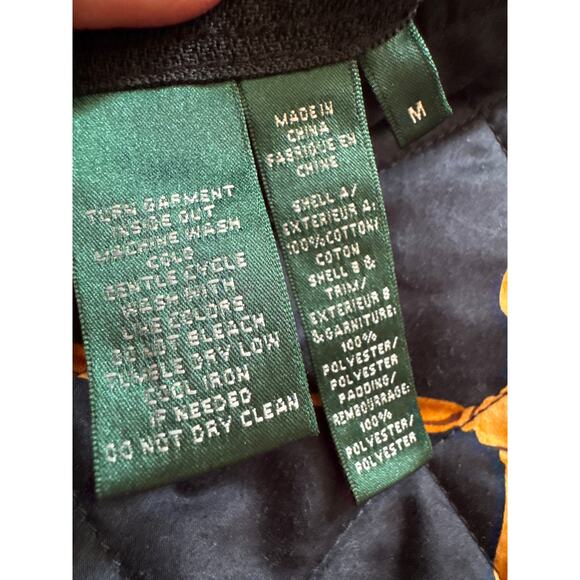 TURN GARMENT
INSIDE OUT
MACHINE WASH
COLD
GENTLE CYCLE
WASH WITH
LIKE COLORS
DO NOT BLEACH
TUMBLE DRY LOW
COOL IRON
IF NEEDED
DO NOT DRY CLEAN
MADE IN
CHINA
FABRIQUE EN
CHINE
SHELL A/
EXTERIEUR A:
100% COTTON/
COTON
SHELL B &
TRIM/
EXTERIEUR B
& GARNITURE:
100%
POLYESTER/
POLYESTER
PADDING/
REMBOURRAGE:
100%
POLYESTER/
POLYESTER
M